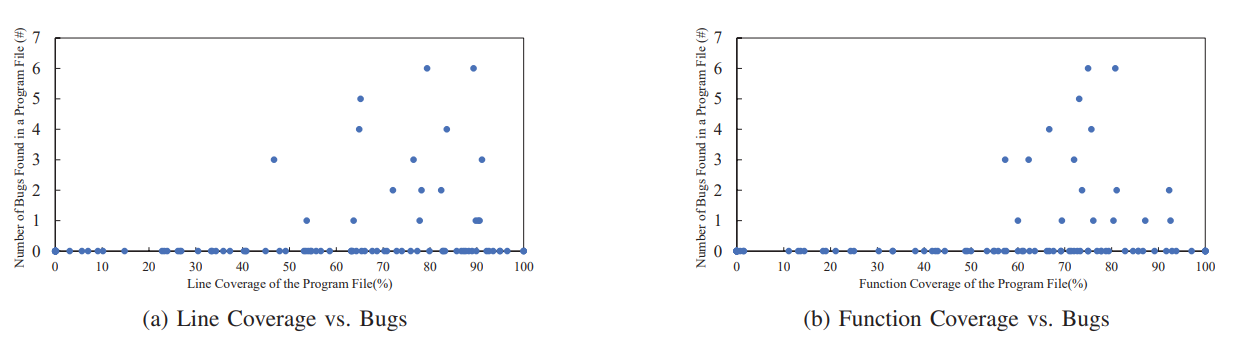 Number of Bugs Found in a Program File (#)
7
6
5
4
3
2
1
0
0 10 20 30 40 50 60 70 80 90 100
Line Coverage of the Program File(%)
(a) Line Coverage vs. Bugs
Number of Bugs Found in a Program File (#)
7
6
5
4
3
2
1
0
0 10 20 30 40 50 60 70 80 90 100
Function Coverage of the Program File(%)
(b) Function Coverage vs. Bugs